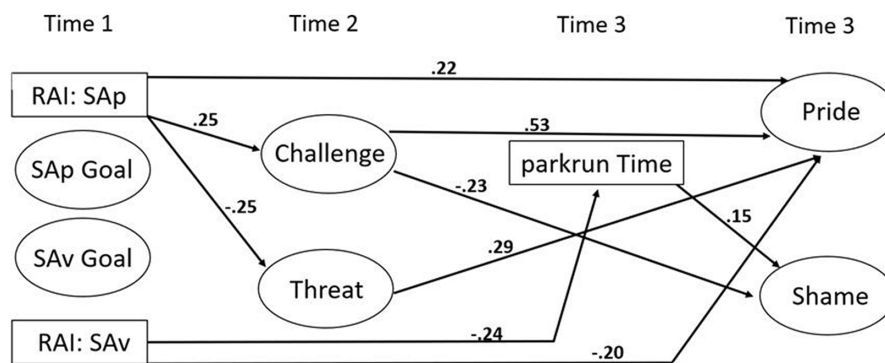 Time 1 Time 2 Time 3 Time 3
.22
RAI: SAp
Pride
.25
.53
Challenge
parkrun Time
SAp Goal
-.23
-.25
.15
SAv Goal
.29
Threat
Shame
RAI: SAv
-.24
-.20